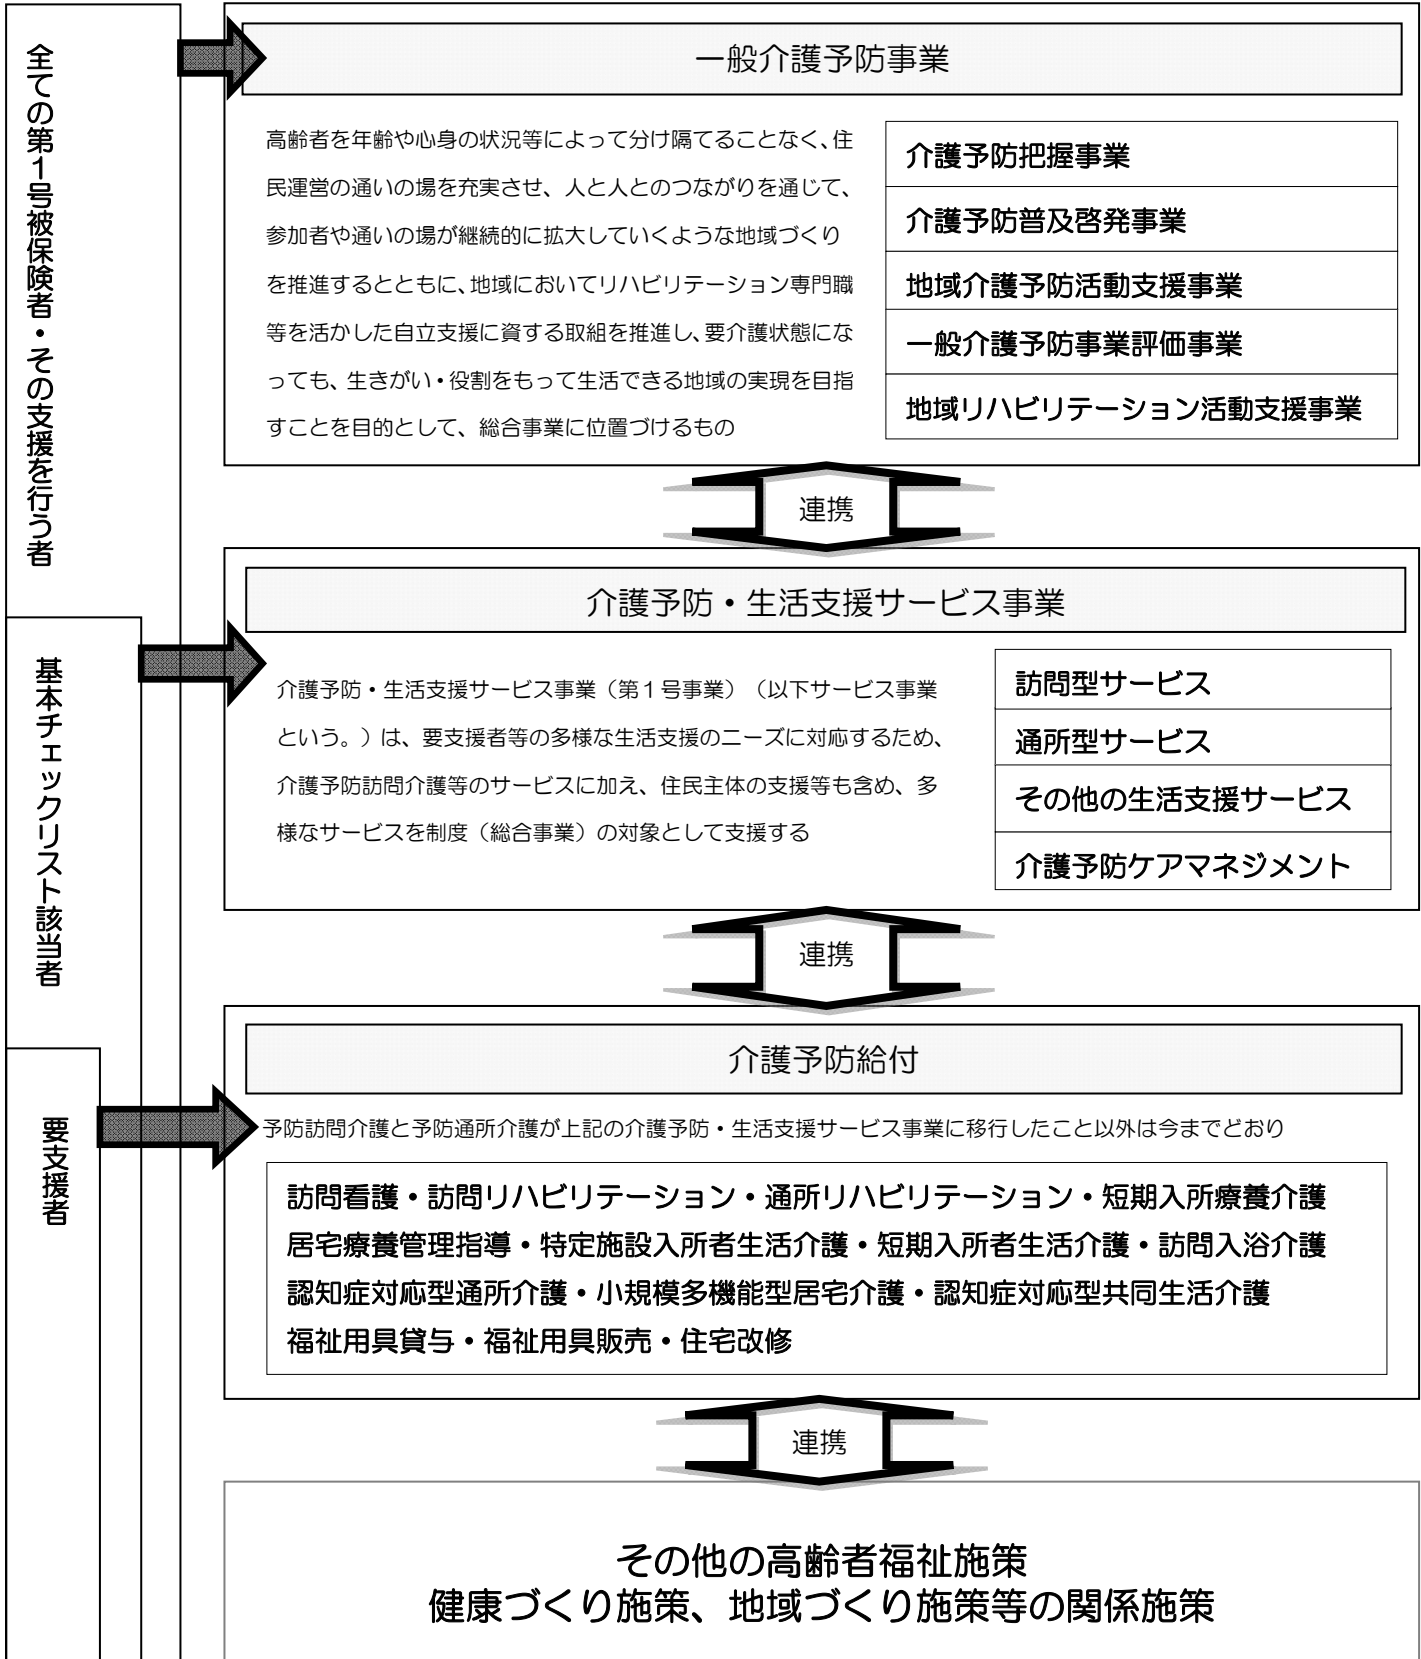 全ての第1号被保険者・その支援を行う者
一般介護予防事業
高齢者を年齢や心身の状況等によって分け隔てることなく、住
民運営の通いの場を充実させ、人と人とのつながりを通じて、
参加者や通いの場が継続的に拡大していくような地域づくり
を推進するとともに、地域においてリハビリテーション専門職
等を活かした自立支援に資する取組を推進し、要介護状態にな
っても、生きがい・役割をもって生活できる地域の実現を目指
すことを目的として、総合事業に位置づけるもの
介護予防把握事業
介護予防普及啓発事業
地域介護予防活動支援事業
一般介護予防事業評価事業
地域リハビリテーション活動支援事業
連携
基本チェックリスト該当者
介護予防・生活支援サービス事業
介護予防・生活支援サービス事業（第１号事業）（以下サービス事業
という。）は、要支援者等の多様な生活支援のニーズに対応するため、
介護予防訪問介護等のサービスに加え、住民主体の支援等も含め、多
様なサービスを制度（総合事業）の対象として支援する
訪問型サービス
通所型サービス
その他の生活支援サービス
介護予防ケアマネジメント
連携
要支援者
介護予防給付
予防訪問介護と予防通所介護が上記の介護予防・生活支援サービス事業に移行したこと以外は今までどおり
訪問看護・訪問リハビリテーション・通所リハビリテーション・短期入所療養介護
居宅療養管理指導・特定施設入所者生活介護・短期入所者生活介護・訪問入浴介護
認知症対応型通所介護・小規模多機能型居宅介護・認知症対応型共同生活介護
福祉用具貸与・福祉用具販売・住宅改修
連携
その他の高齢者福祉施策
健康づくり施策、地域づくり施策等の関係施策